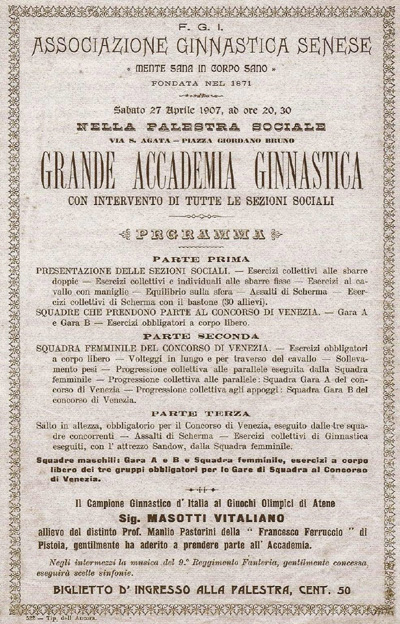 F. G. I.
ASSOCIAZIONE GINNASTICA SENESE
« MENTE SANA IN CORPO SANO »
FONDATA NEL 1871
Sabato 27 Aprile 1907, ad ore 20, 30
NELLA PALESTRA SOCIALE
VIA S. AGATA — PIAZZA GIORDANO BRUNO
GRANDE ACCADEMIA GINNASTICA
CON INTERVENTO DI TUTTE LE SEZIONI SOCIALI
PRGRAMMA
PARTE PRIMA
PRESENTAZIONE DELLE SEZIONI SOCIALI. — Esercizi collettivi alle sbarre
doppie — Esercizi collettivi e individuali alle sbarre fisse — Esercizi al ca-
vallo con maniglie — Equilibrio sulla sfera — Assalti di Scherma — Eser-
cizi collettivi di Scherma con il bastone (30 allievi).
SQUADRE CHE PRENDONO PARTE AL CONCORSO DI VENEZIA. — Gara A
e Gara B — Esercizi obbligatori a corpo libero.
PARTE SECONDA
SQUADRA FEMMINILE DEL CONCORSO DI VENEZIA. — Esercizi obbligatori
a corpo libero — Volteggi in lungo e per traverso del cavallo — Solleva-
mento pesi — Progressione collettiva alle parallele eseguita dalla Squadra
femminile — Progressione collettiva alle parallele: Squadra Gara A del con-
corso di Venezia — Progressione collettiva agli appoggi: Squadra Gara B del
concorso di Venezia.
PARTE TERZA
Salto in altezza, obbligatorio per il Concorso di Venezia, eseguito dalle tre squa-
dre concorrenti — Assalti di Scherma — Esercizi collettivi di Ginnastica
eseguiti, con l' attrezzo Sandow, dalla Squadra femminile.
Squadre maschili: Gara A e B e Squadra femminile, esercizi a corpo
libero dei tre gruppi obbligatori per le Gare di Squadra al Concorso
di Venezia.
Il Campione Ginnastico d' Italia ai Giuochi Olimpici di Atene
Sig. MASOTTI VITALIANO
allievo del distinto Prof. Manlio Pastorini della " Francesco Ferruccio " di
Pistoia, gentilmente ha aderito a prendere parte all' Accademia.
Negli intermezzi la musica del 9.º Reggimento Fanteria, gentilmente concessa
eseguirà scelte sinfonie.
BIGLIETTO D' INGRESSO ALLA PALESTRA, CENT. 50
Tip. dell' Ancora.